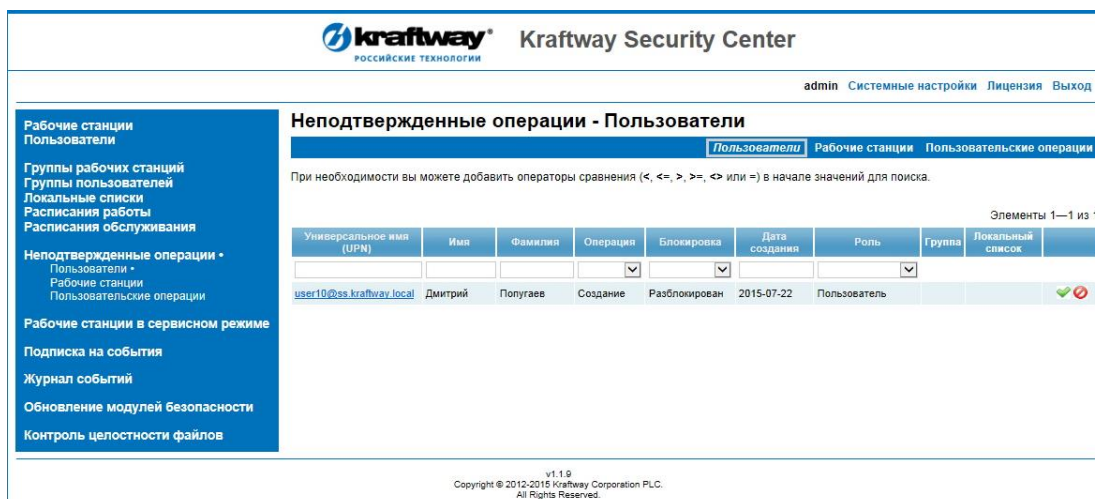 kraftway®
РОССИЙСКИЕ ТЕХНОЛОГИИ
Kraftway Security Center
admin Системные настройки Лицензия Выход
Рабочие станции
Пользователи
Группы рабочих станций
Группы пользователей
Локальные списки
Расписания работы
Расписания обслуживания
Неподтвержденные операции •
Пользователи •
Рабочие станции
Пользовательские операции
Рабочие станции в сервисном режиме
Подписка на события
Журнал событий
Обновление модулей безопасности
Контроль целостности файлов
Неподтвержденные операции - Пользователи
Пользователи Рабочие станции Пользовательские операции
При необходимости вы можете добавить операторы сравнения (<, <=, >, >=, <> или =) в начале значений для поиска.
Элементы 1—1 из 1
Универсальное имя (UPN) Имя Фамилия Операция Блокировка Дата создания Роль Группа Локальный список
user10@ss.kraftway.local Дмитрий Попугаев Создание Разблокирован 2015-07-22 Пользователь
v1.1.9
Copyright © 2012-2015 Kraftway Corporation PLC.
All Rights Reserved.